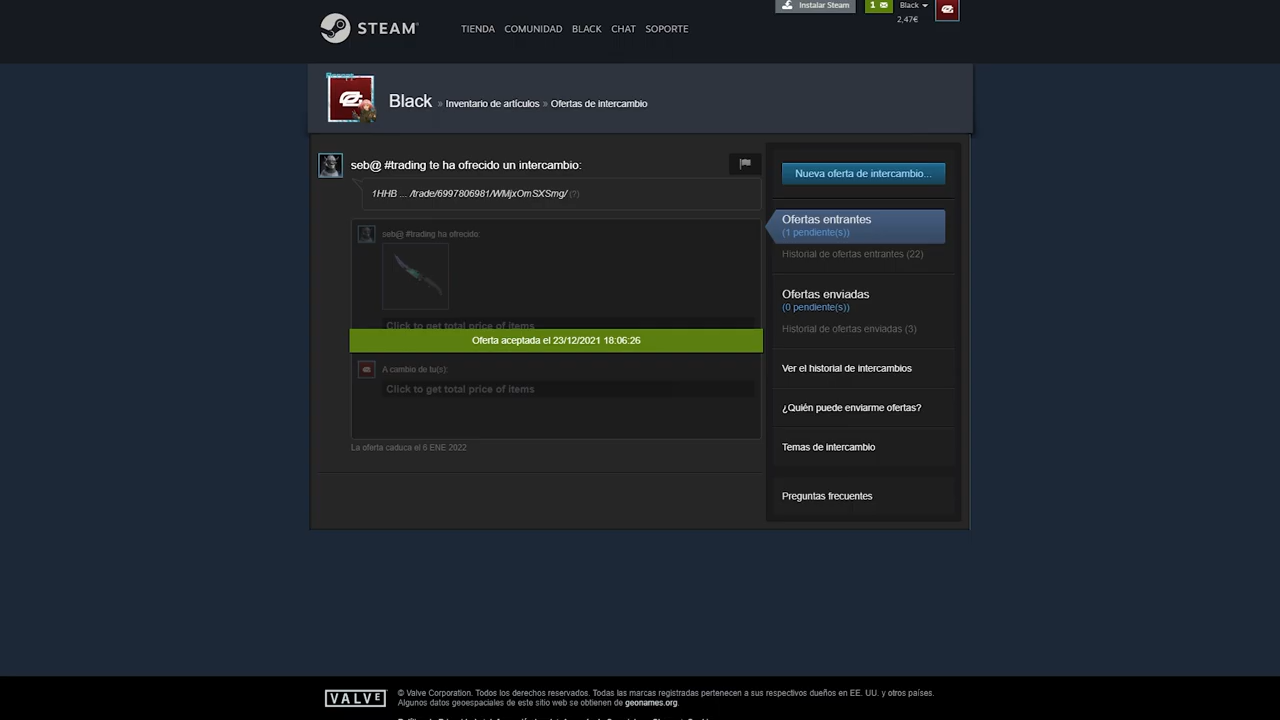 Instalar Steam
1
Black
2,47€
STEAM
TIENDA COMUNIDAD BLACK CHAT SOPORTE
Black » Inventario de artículos » Ofertas de intercambio
seb@ #trading te ha ofrecido un intercambio:
1HHB ... /trade/6997806981/WMjxOmSXSmg/ (?)
seb@ #trading ha ofrecido:
Click to get total price of items
Oferta aceptada el 23/12/2021 18:06:26
A cambio de tu(s):
Click to get total price of items
La oferta caduca el 6 ENE 2022
Nueva oferta de intercambio...
Ofertas entrantes
(1 pendiente(s))
Historial de ofertas entrantes (22)
Ofertas enviadas
(0 pendiente(s))
Historial de ofertas enviadas (3)
Ver el historial de intercambios
¿Quién puede enviarme ofertas?
Temas de intercambio
Preguntas frecuentes
VALVE
© Valve Corporation. Todos los derechos reservados. Todas las marcas registradas pertenecen a sus respectivos dueños en EE. UU. y otros países.
Algunos datos geoespaciales de este sitio web se obtienen de geonames.org.